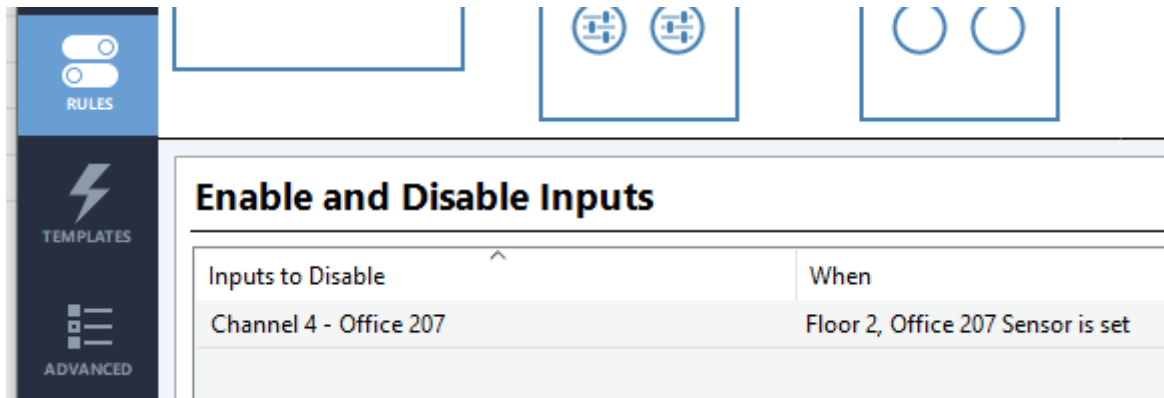 RULES
TEMPLATES
ADVANCED
Enable and Disable Inputs
Inputs to Disable When
Channel 4 - Office 207 Floor 2, Office 207 Sensor is set